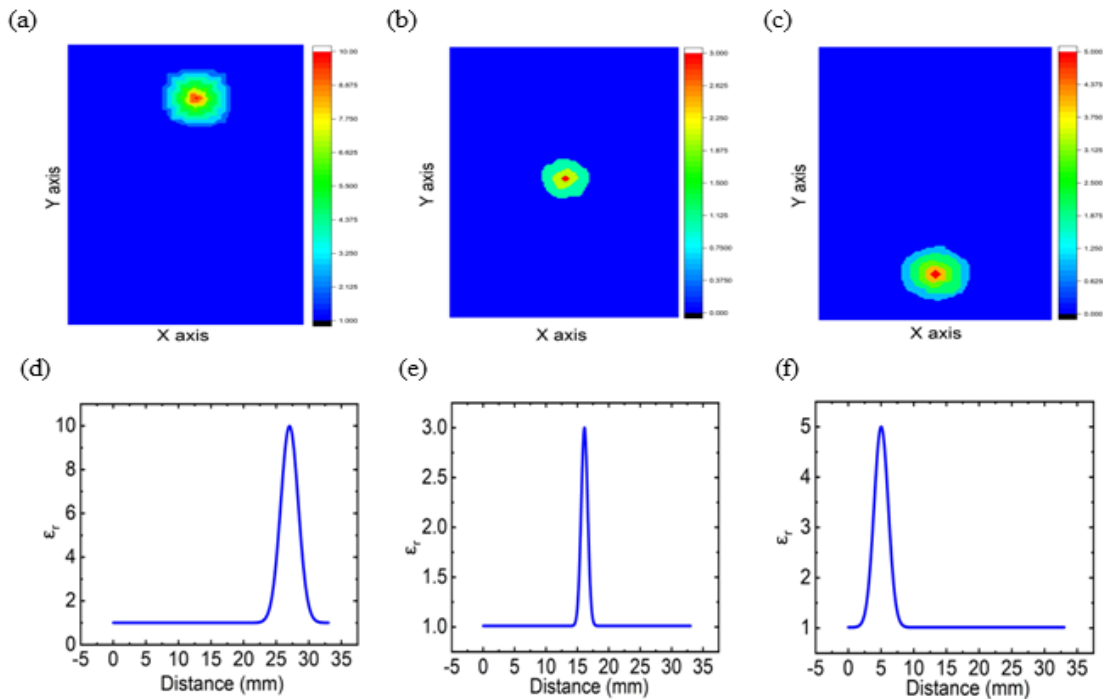 (a)
(b)
(c)
10.00
8.875
7.750
6.625
5.500
4.375
3.250
2.125
1.000
Y axis
X axis
3.000
2.625
2.250
1.875
1.500
1.125
0.7500
0.3750
0.000
Y axis
X axis
5.000
4.375
3.750
3.125
2.500
1.875
1.250
0.625
0.000
Y axis
X axis
(d)
(e)
(f)
10
8
6
4
2
0
εr
-5 0 5 10 15 20 25 30 35
Distance (mm)
3.0
2.5
2.0
1.5
1.0
εr
-5 0 5 10 15 20 25 30 35
Distance (mm)
5
4
3
2
1
εr
-5 0 5 10 15 20 25 30 35
Distance (mm)